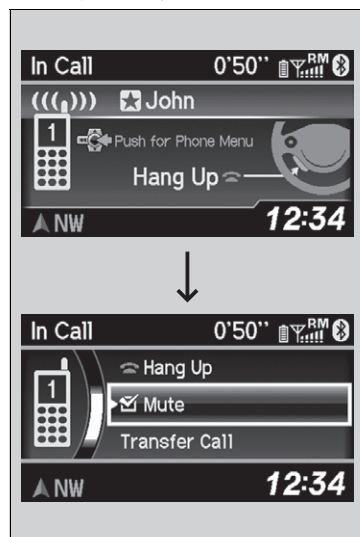 In Call 0'50'' RM
John
1
Push for Phone Menu
Hang Up
NW 12:34
In Call 0'50'' RM
Hang Up
1
Mute
Transfer Call
NW 12:34